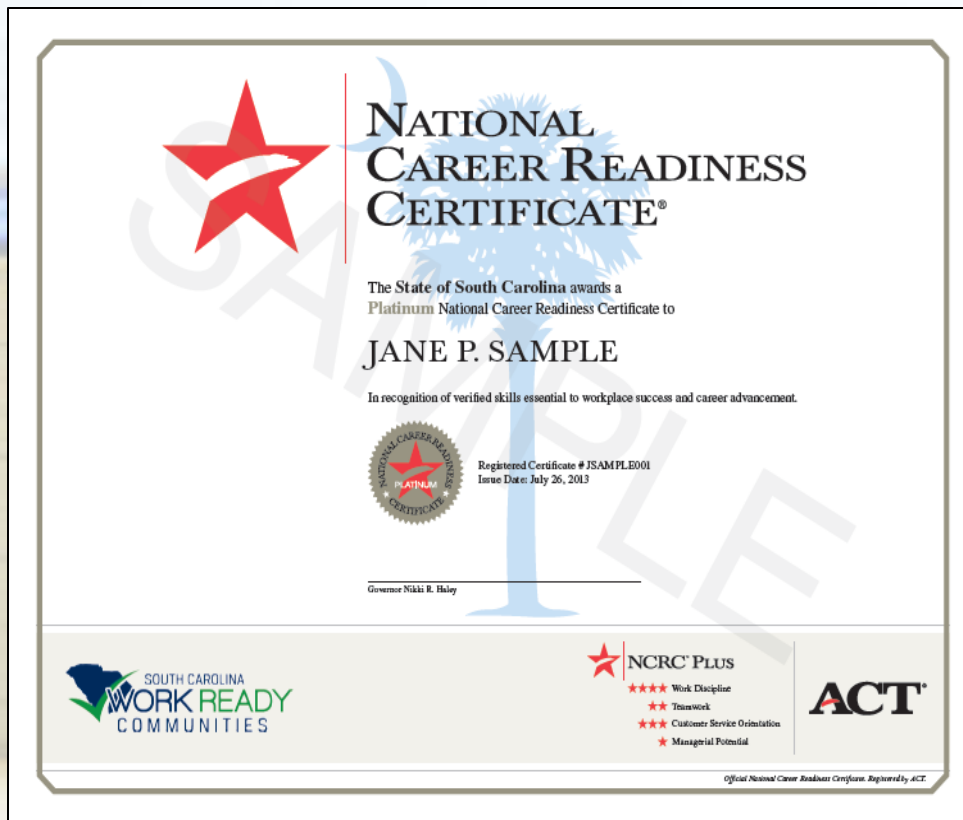 NATIONAL
CAREER READINESS
CERTIFICATE®
The State of South Carolina awards a
Platinum National Career Readiness Certificate to
JANE P. SAMPLE
In recognition of verified skills essential to workplace success and career advancement.
NATIONAL CAREER READINESS
PLATINUM
CERTIFICATE
Registered Certificate # JSAMPLE001
Issue Date: July 26, 2013
Governor Nikki R. Haley
SAMPLE
SOUTH CAROLINA
WORK READY
COMMUNITIES
NCRC® PLUS
Work Discipline
Teamwork
Customer Service Orientation
Managerial Potential
ACT®
Official National Career Readiness Certificate. Registered by ACT.